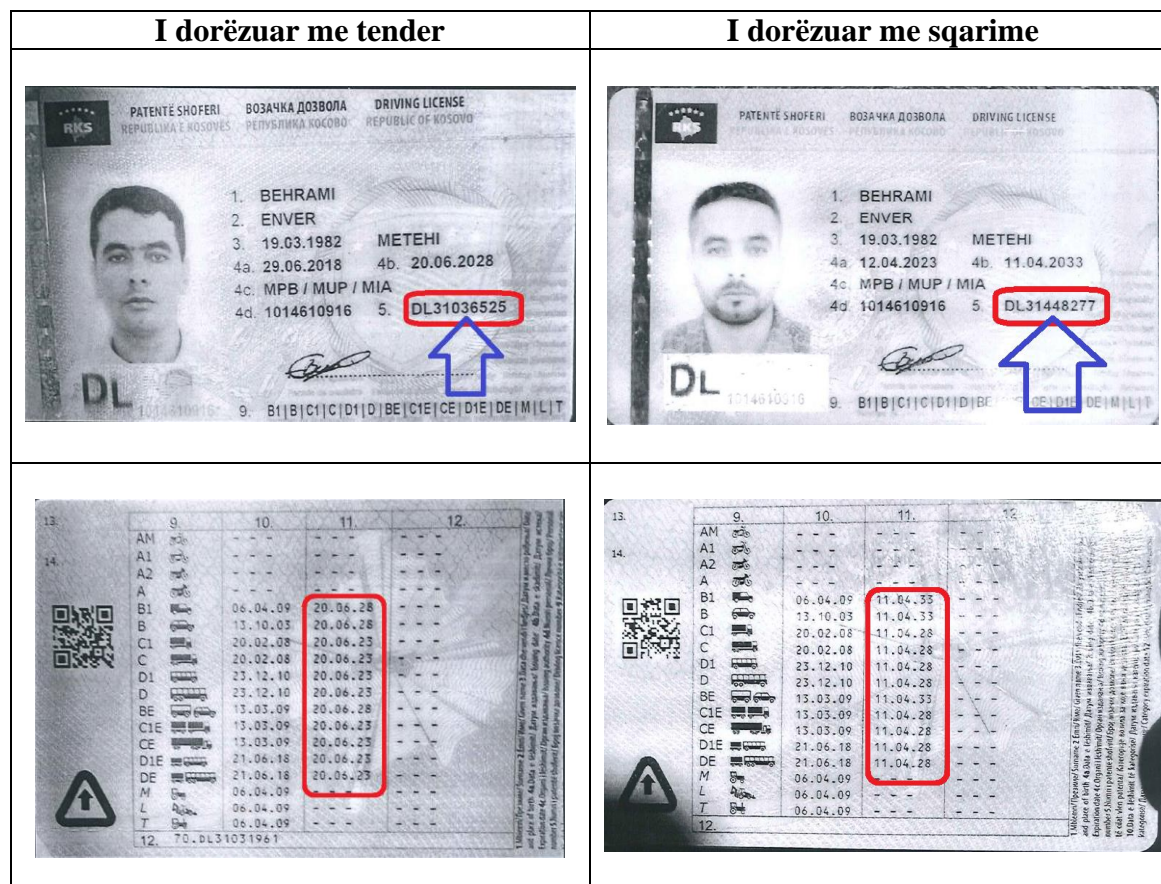 I dorëzuar me tender
I dorëzuar me sqarime
PATENTË SHOFERI ВОЗАЧКА ДОЗВОЛА DRIVING LICENSE
REPUBLIKA E KOSOVËS РЕПУБЛИКА КОСОВО REPUBLIC OF KOSOVO
RKS
1. BEHRAMI
2. ENVER
3. 19.03.1982 METEHI
4a. 29.06.2018 4b. 20.06.2028
4c. MPB / MUP / MIA
4d. 1014610916 5. DL31036525
DL
1014610916
9. B1|B|C1|C|D1|D|BE|C1E|CE|D1E|DE|M|L|T
PATENTË SHOFERI ВОЗАЧКА ДОЗВОЛА DRIVING LICENSE
RKS
1. BEHRAMI
2. ENVER
3. 19.03.1982 METEHI
4a. 12.04.2023 4b. 11.04.2033
4c. MPB / MUP / MIA
4d. 1014610916 5. DL31448277
DL
9. B1|B|C1|C|D1|D|BE CE|D1E DE|M|L|T
13.
14.
9. 10. 11. 12.
AM - - - - - - - - -
A1 - - - - - -
A2 - - - - - - - - -
A - - - - - - - - -
B1 06.04.09 20.06.28
B 13.10.03 20.06.28
C1 20.02.08 20.06.23
C 20.02.08 20.06.23
D1 23.12.10 20.06.23
D 23.12.10 20.06.23
BE 13.03.09 20.06.28
C1E 13.03.09 20.06.23
CE 13.03.09 20.06.23
D1E 21.06.18 20.06.23
DE 21.06.18 20.06.23
M 06.04.09 - - - - - -
L 06.04.09 - - - - - -
T 06.04.09 - - - - - -
12. 70.DL31031961
13.
14.
9. 10. 11. 12
AM - - - - - - - - -
A1 - - - - - -
A2 - - - - - -
A - - - - - -
B1 06.04.09 11.04.33
B 13.10.03 11.04.33
C1 20.02.08 11.04.28
C 20.02.08 11.04.28
D1 23.12.10 11.04.28
D 23.12.10 11.04.28
BE 13.03.09 11.04.33
C1E 13.03.09 11.04.28
CE 13.03.09 11.04.28
D1E 21.06.18 11.04.28
DE 21.06.18 11.04.28
M 06.04.09 - - - - - -
L 06.04.09 - - - - - -
T 06.04.09 - - - - - -
12.